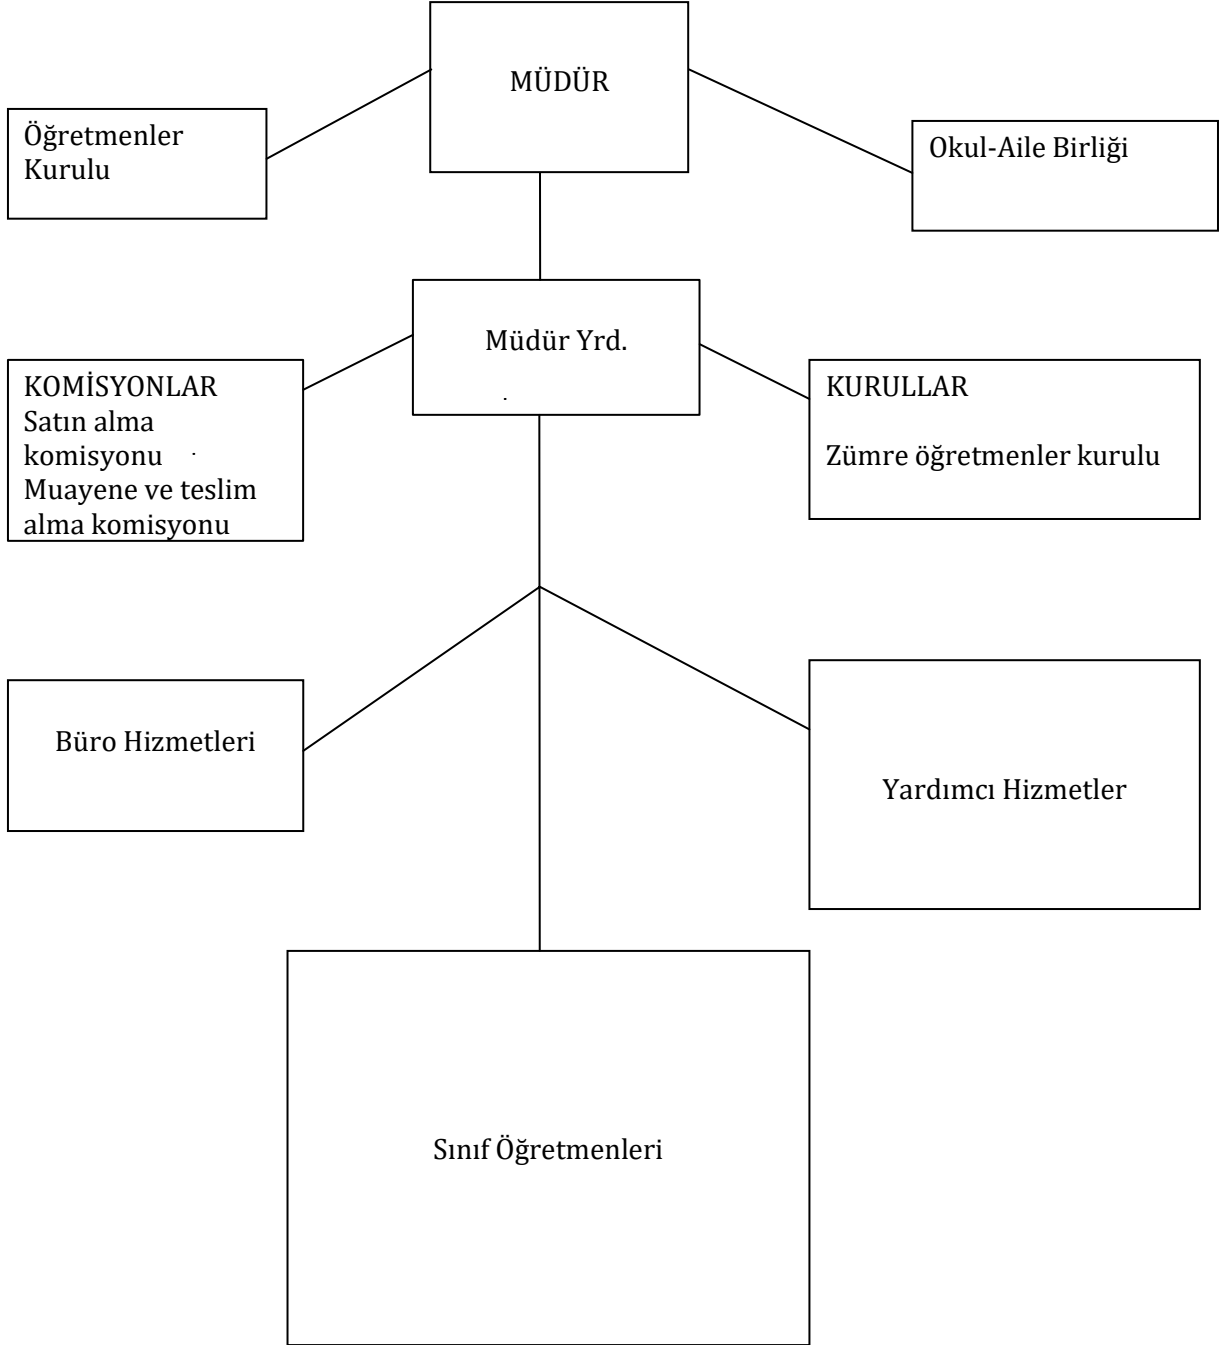 MÜDÜR
Öğretmenler
Kurulu
Okul-Aile Birliği
Müdür Yrd.
.
KOMİSYONLAR
Satın alma
komisyonu .
Muayene ve teslim
alma komisyonu
KURULLAR
Zümre öğretmenler kurulu
Büro Hizmetleri
Yardımcı Hizmetler
Sınıf Öğretmenleri